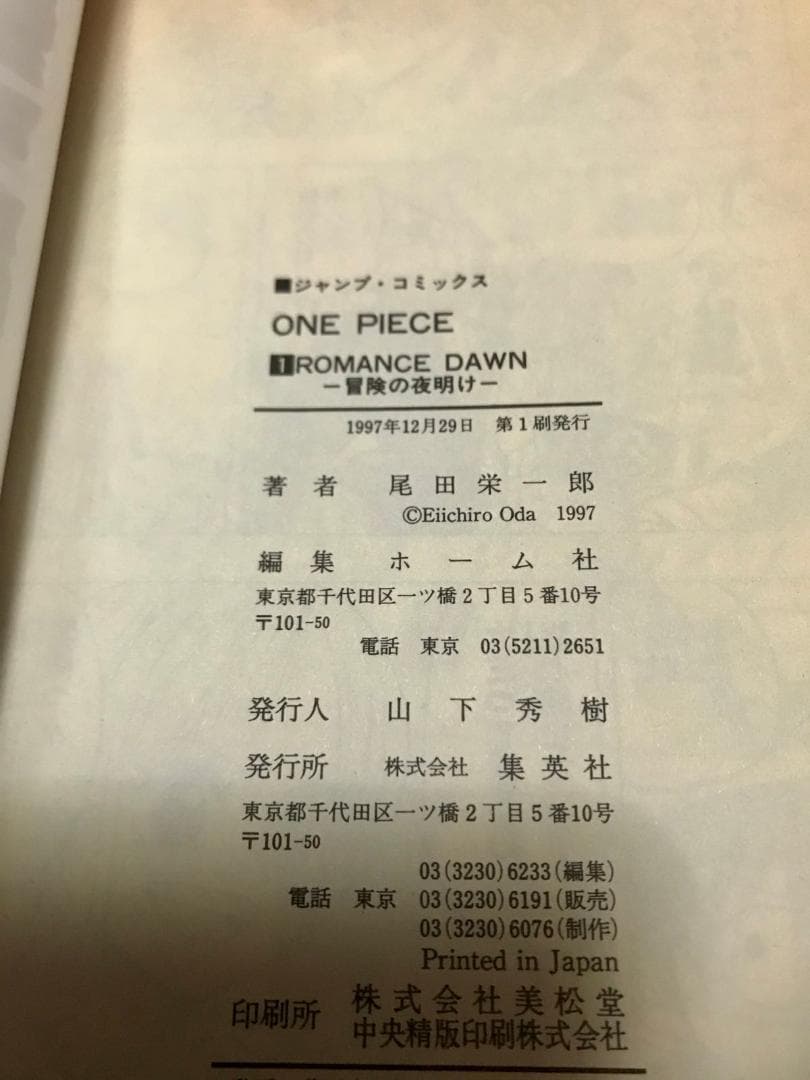 ■ジャンプ・コミックス
ONE PIECE
1 ROMANCE DAWN
―冒険の夜明け―
1997年12月29日　第1刷発行
著者　尾田栄一郎
©Eiichiro Oda 1997
編集　ホーム社
東京都千代田区一ツ橋2丁目5番10号
〒101-50
電話　東京　03(5211)2651
発行人　山下秀樹
発行所　株式会社　集英社
東京都千代田区一ツ橋2丁目5番10号
〒101-50
03(3230)6233(編集)
電話　東京　03(3230)6191(販売)
03(3230)6076(制作)
Printed in Japan
印刷所　株式会社美松堂
中央精版印刷株式会社